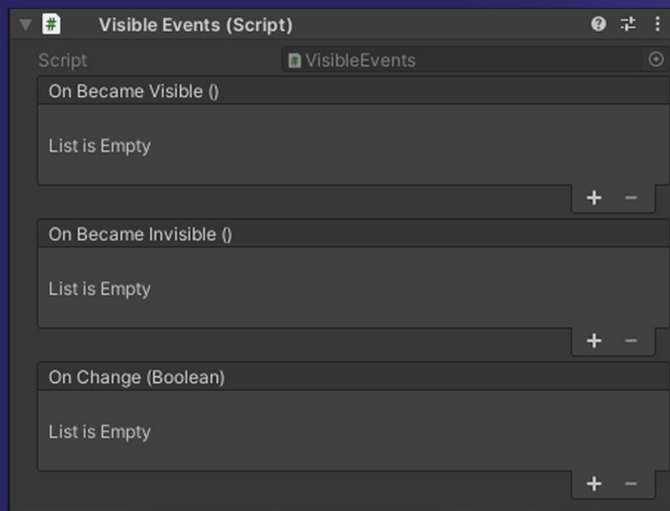 Visible Events (Script)
Script VisibleEvents
On Became Visible ()
List is Empty
On Became Invisible ()
List is Empty
On Change (Boolean)
List is Empty